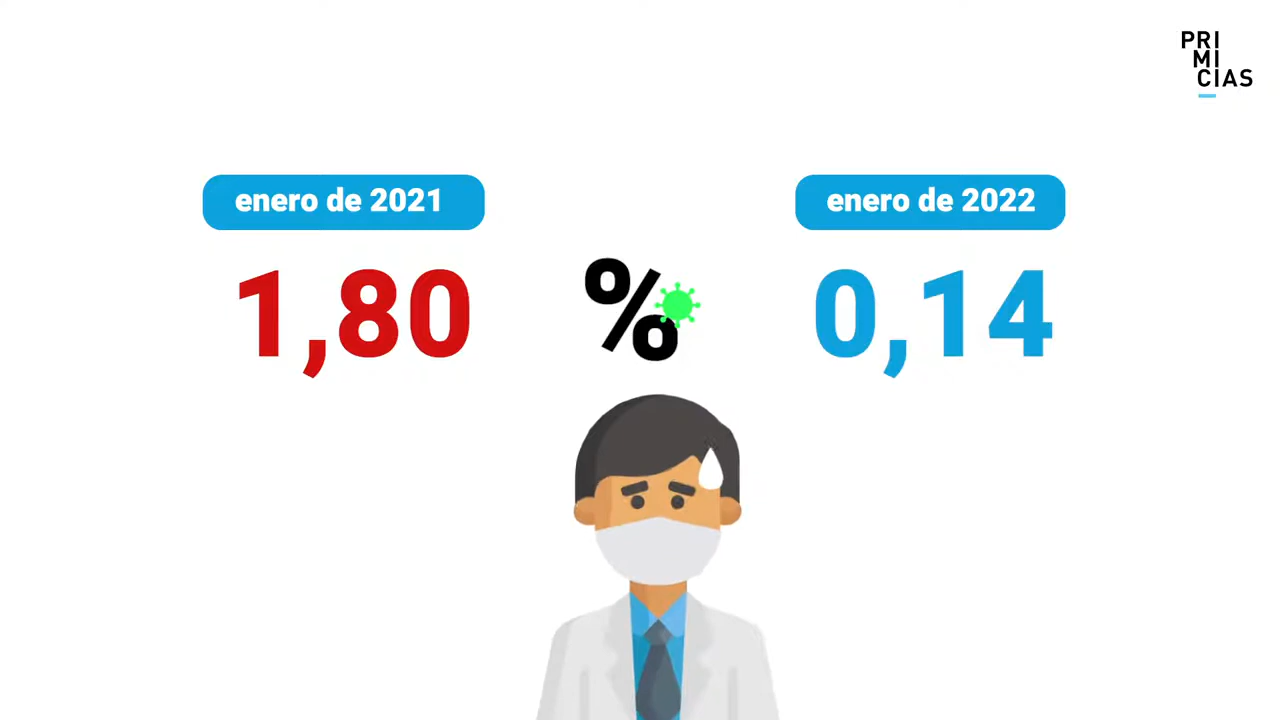 PRI
MI
CIAS
enero de 2021
enero de 2022
1,80 % 0,14